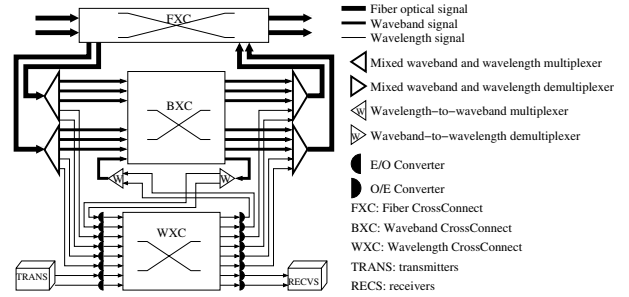 FXC
BXC
W
W
WXC
TRANS
RECVS
Fiber optical signal
Waveband signal
Wavelength signal
Mixed waveband and wavelength multiplexer
Mixed waveband and wavelength demultiplexer
W Wavelength-to-waveband multiplexer
W Waveband-to-wavelength demultiplexer
E/O Converter
O/E Converter
FXC: Fiber CrossConnect
BXC: Waveband CrossConnect
WXC: Wavelength CrossConnect
TRANS: transmitters
RECS: receivers